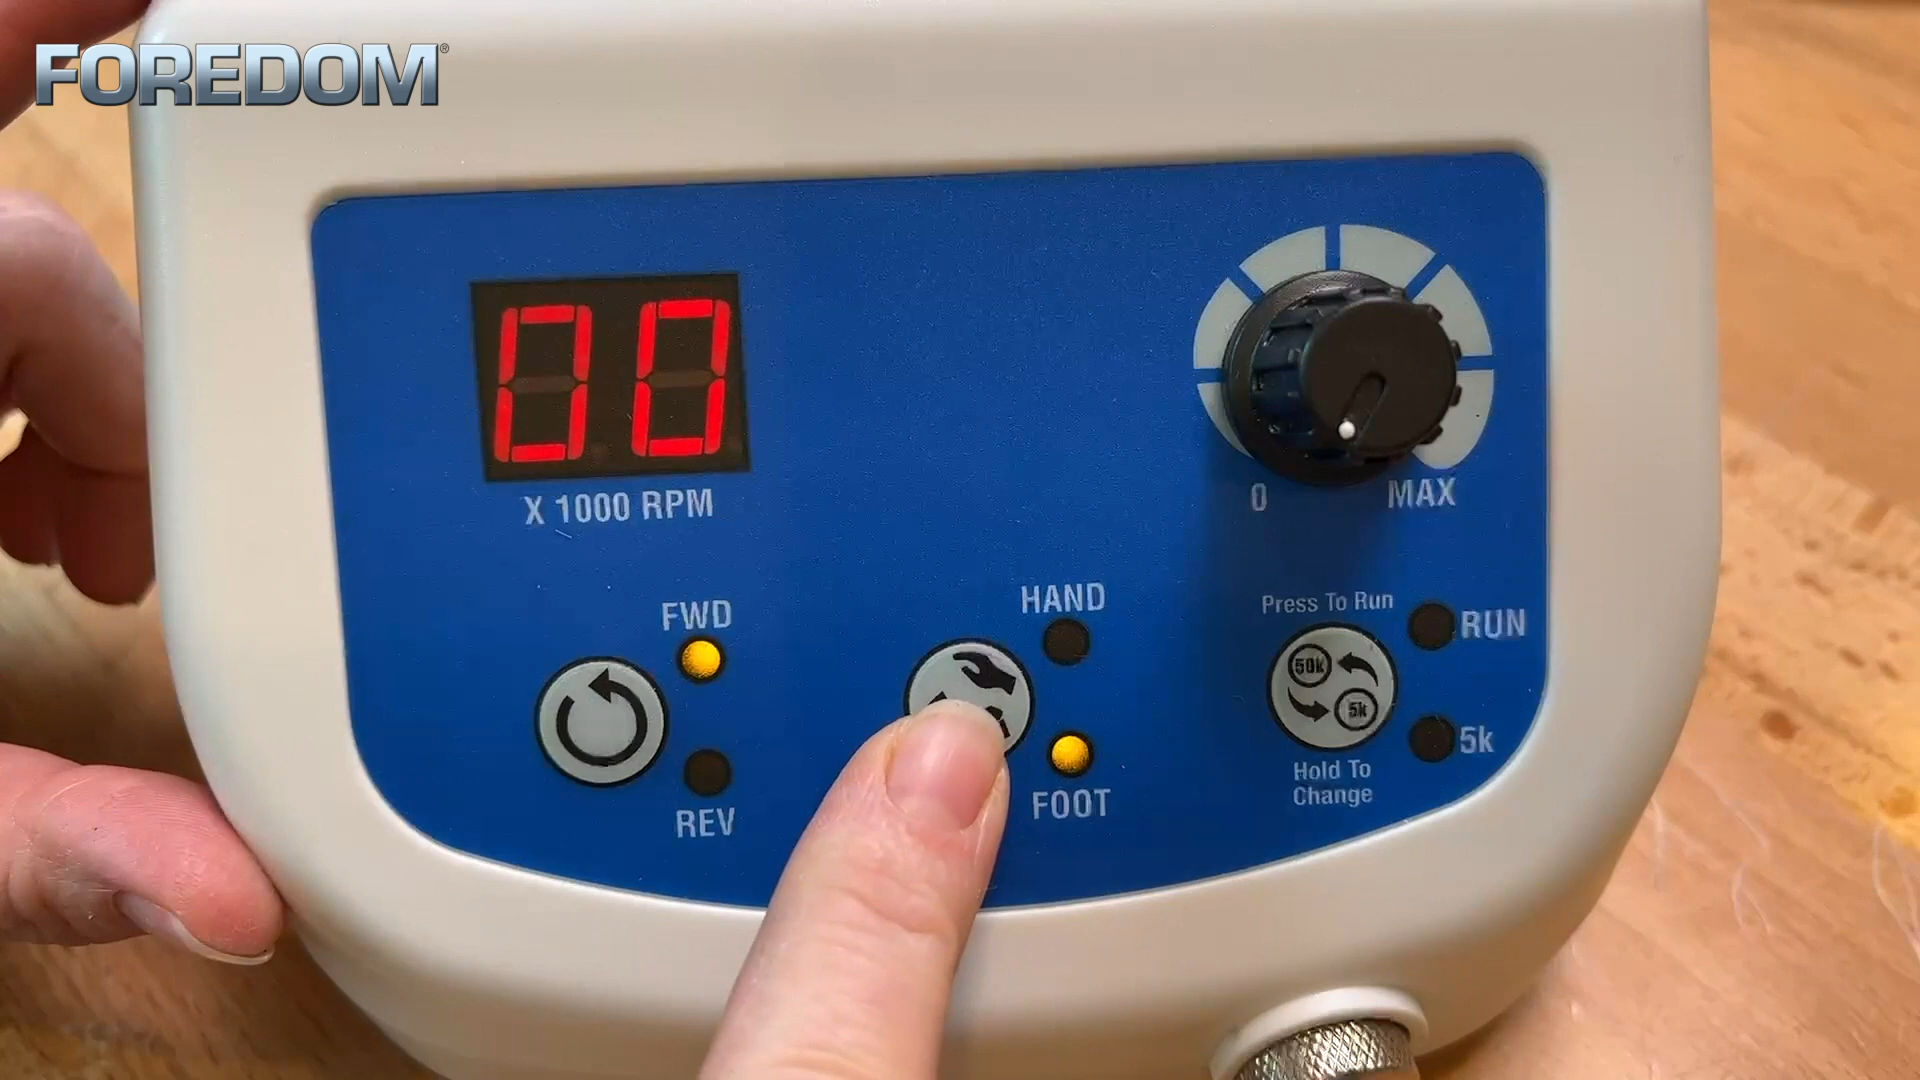 FOREDOM®
00
X 1000 RPM
0
MAX
FWD
REV
HAND
FOOT
Press To Run
50k
5k
RUN
5k
Hold To
Change